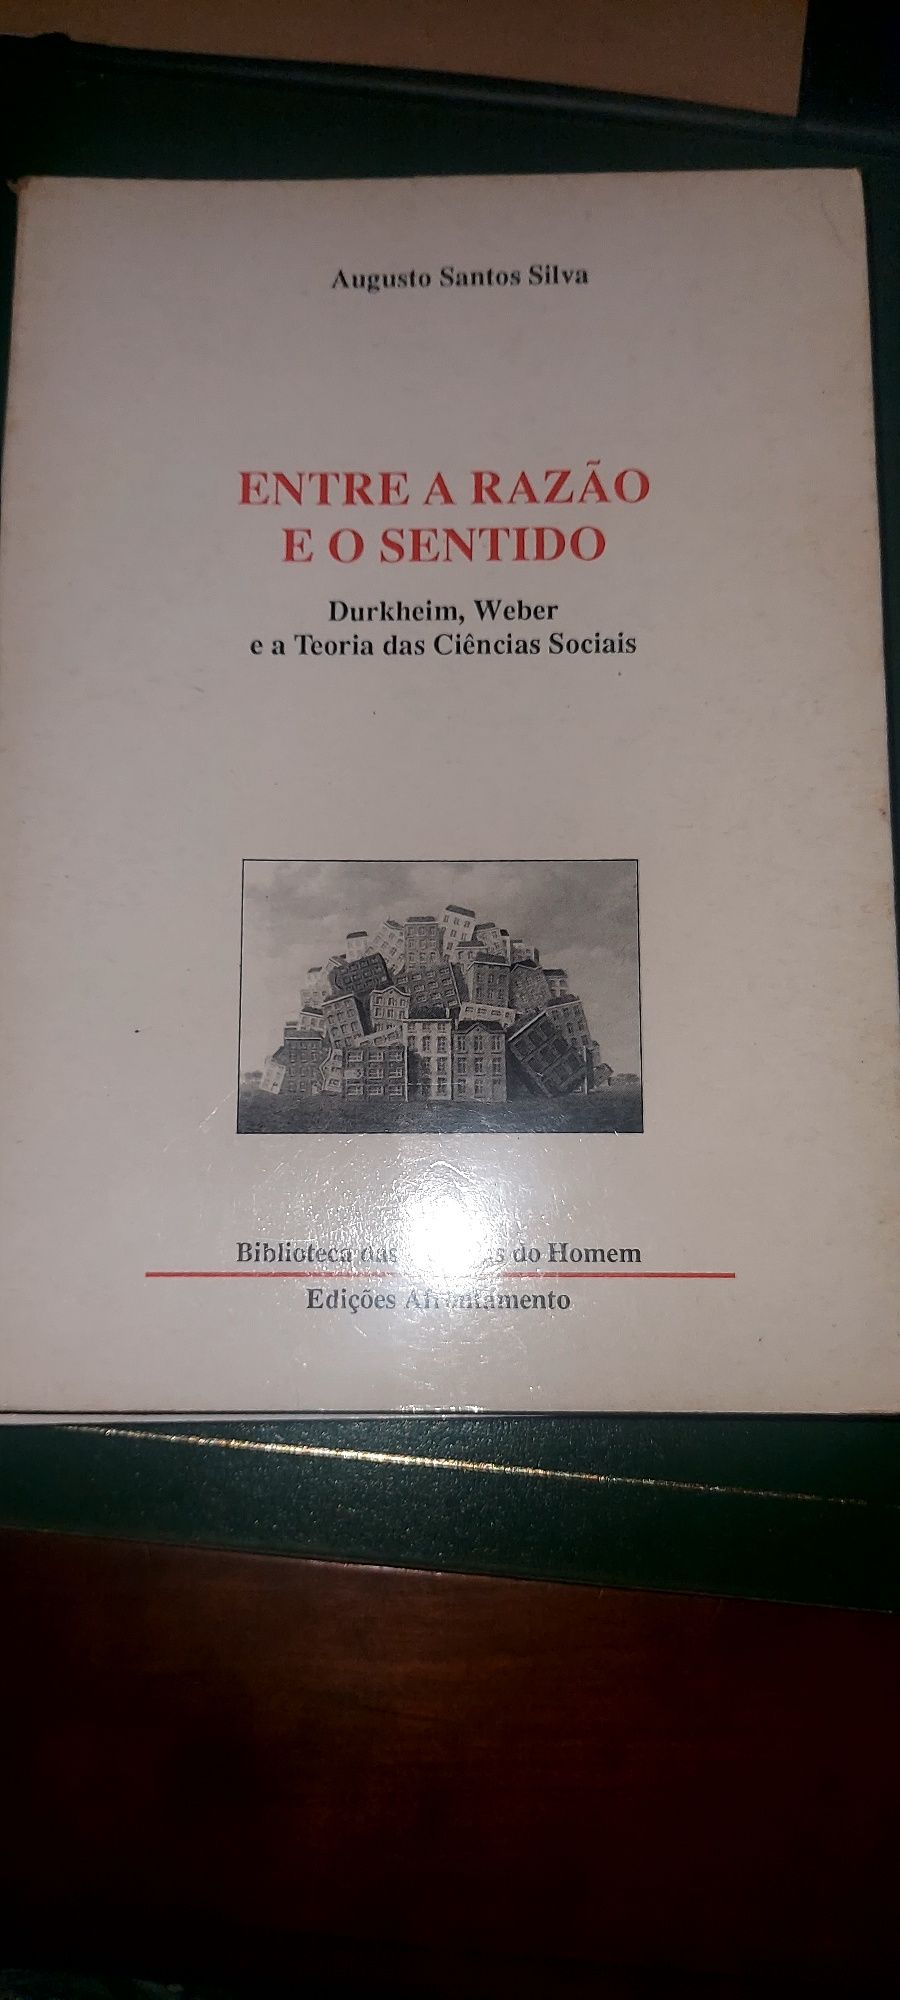 Augusto Santos Silva
ENTRE A RAZÃO
E O SENTIDO
Durkheim, Weber
e a Teoria das Ciências Sociais
Biblioteca das do Homem
Edições Afrontamento